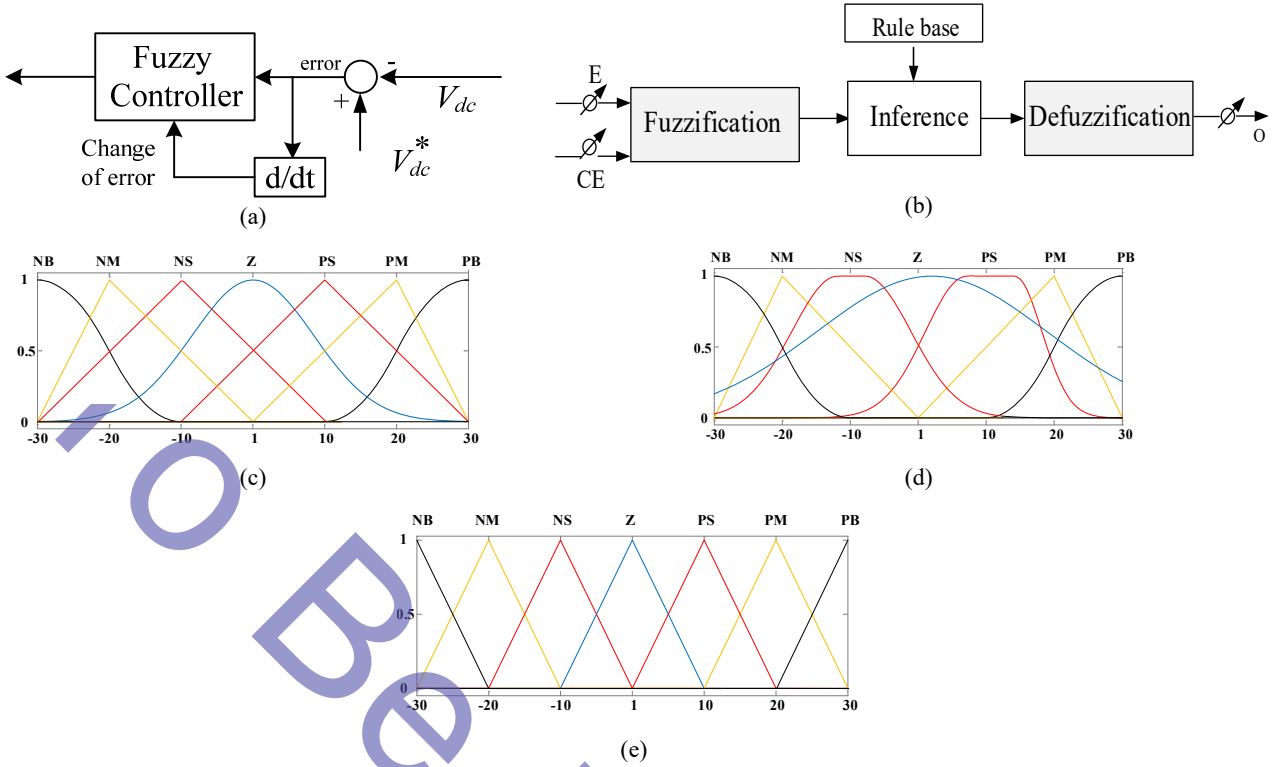 Fuzzy
Controller
error
-
+
V_dc
V_dc*
Change
of error
d/dt
(a)
Rule base
E
CE
Fuzzification
Inference
Defuzzification
O
(b)
NB NM NS Z PS PM PB
1
0.5
0
-30 -20 -10 1 10 20 30
(c)
NB NM NS Z PS PM PB
1
0.5
0
-30 -20 -10 1 10 20 30
(d)
NB NM NS Z PS PM PB
1
0.5
0
-30 -20 -10 1 10 20 30
(e)
Be